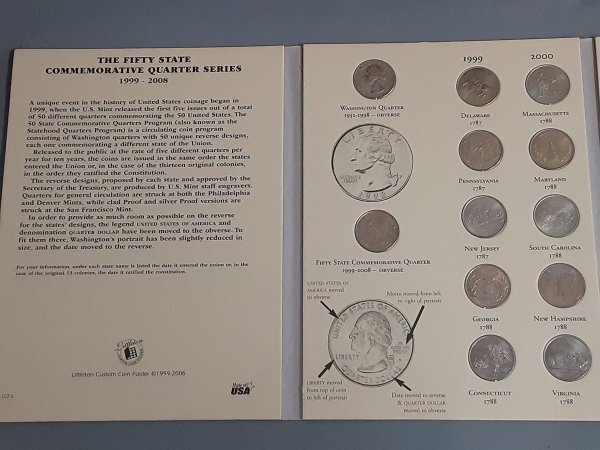 THE FIFTY STATE
COMMEMORATIVE QUARTER SERIES
1999 - 2008
A unique event in the history of United States coinage began in
1999, when the U.S. Mint released the first five issues out of a total
of 50 different quarters commemorating the 50 United States. The
50 State Commemorative Quarters Program (also known as the
Statehood Quarters Program) is a circulating coin program
consisting of Washington quarters with 50 unique reverse designs,
each one commemorating a different state of the Union.
Released to the public at the rate of five different quarters per
year for ten years, the coins are issued in the same order the states
entered the Union or, in the case of the thirteen original colonies,
in the order they ratified the Constitution.
The reverse designs, proposed by each state and approved by the
Secretary of the Treasury, are produced by U.S. Mint staff engravers.
Quarters for general circulation are struck at both the Philadelphia
and Denver Mints, while clad Proof and silver Proof versions are
struck at the San Francisco Mint.
In order to provide as much room as possible on the reverse
for the states' designs, the legend UNITED STATES OF AMERICA and
denomination QUARTER DOLLAR have been moved to the obverse. To
fit them there, Washington's portrait has been slightly reduced in
size, and the date moved to the reverse.
For your information, under each state name is listed the date it entered the union or, in the
case of the original 13 colonies, the date it ratified the constitution.
Littleton
Littleton Custom Coin Folder ©1999-2006
LCF3
Made in
USA
1999
2000
WASHINGTON QUARTER
1932-1998 – OBVERSE
DELAWARE
1787
MASSACHUSETTS
1788
LIBERTY
PENNSYLVANIA
1787
MARYLAND
1788
FIFTY STATE COMMEMORATIVE QUARTER
1999-2008 – OBVERSE
NEW JERSEY
1787
SOUTH CAROLINA
1788
UNITED STATES OF
AMERICA moved
to obverse
Motto moved from left
to right of portrait
GEORGIA
1788
NEW HAMPSHIRE
1788
UNITED STATES OF AMERICA
LIBERTY
QUARTER DOLLAR
LIBERTY moved
from top of coin
to left of portrait
Date moved to reverse
& QUARTER DOLLAR
moved to obverse
CONNECTICUT
1788
VIRGINIA
1788